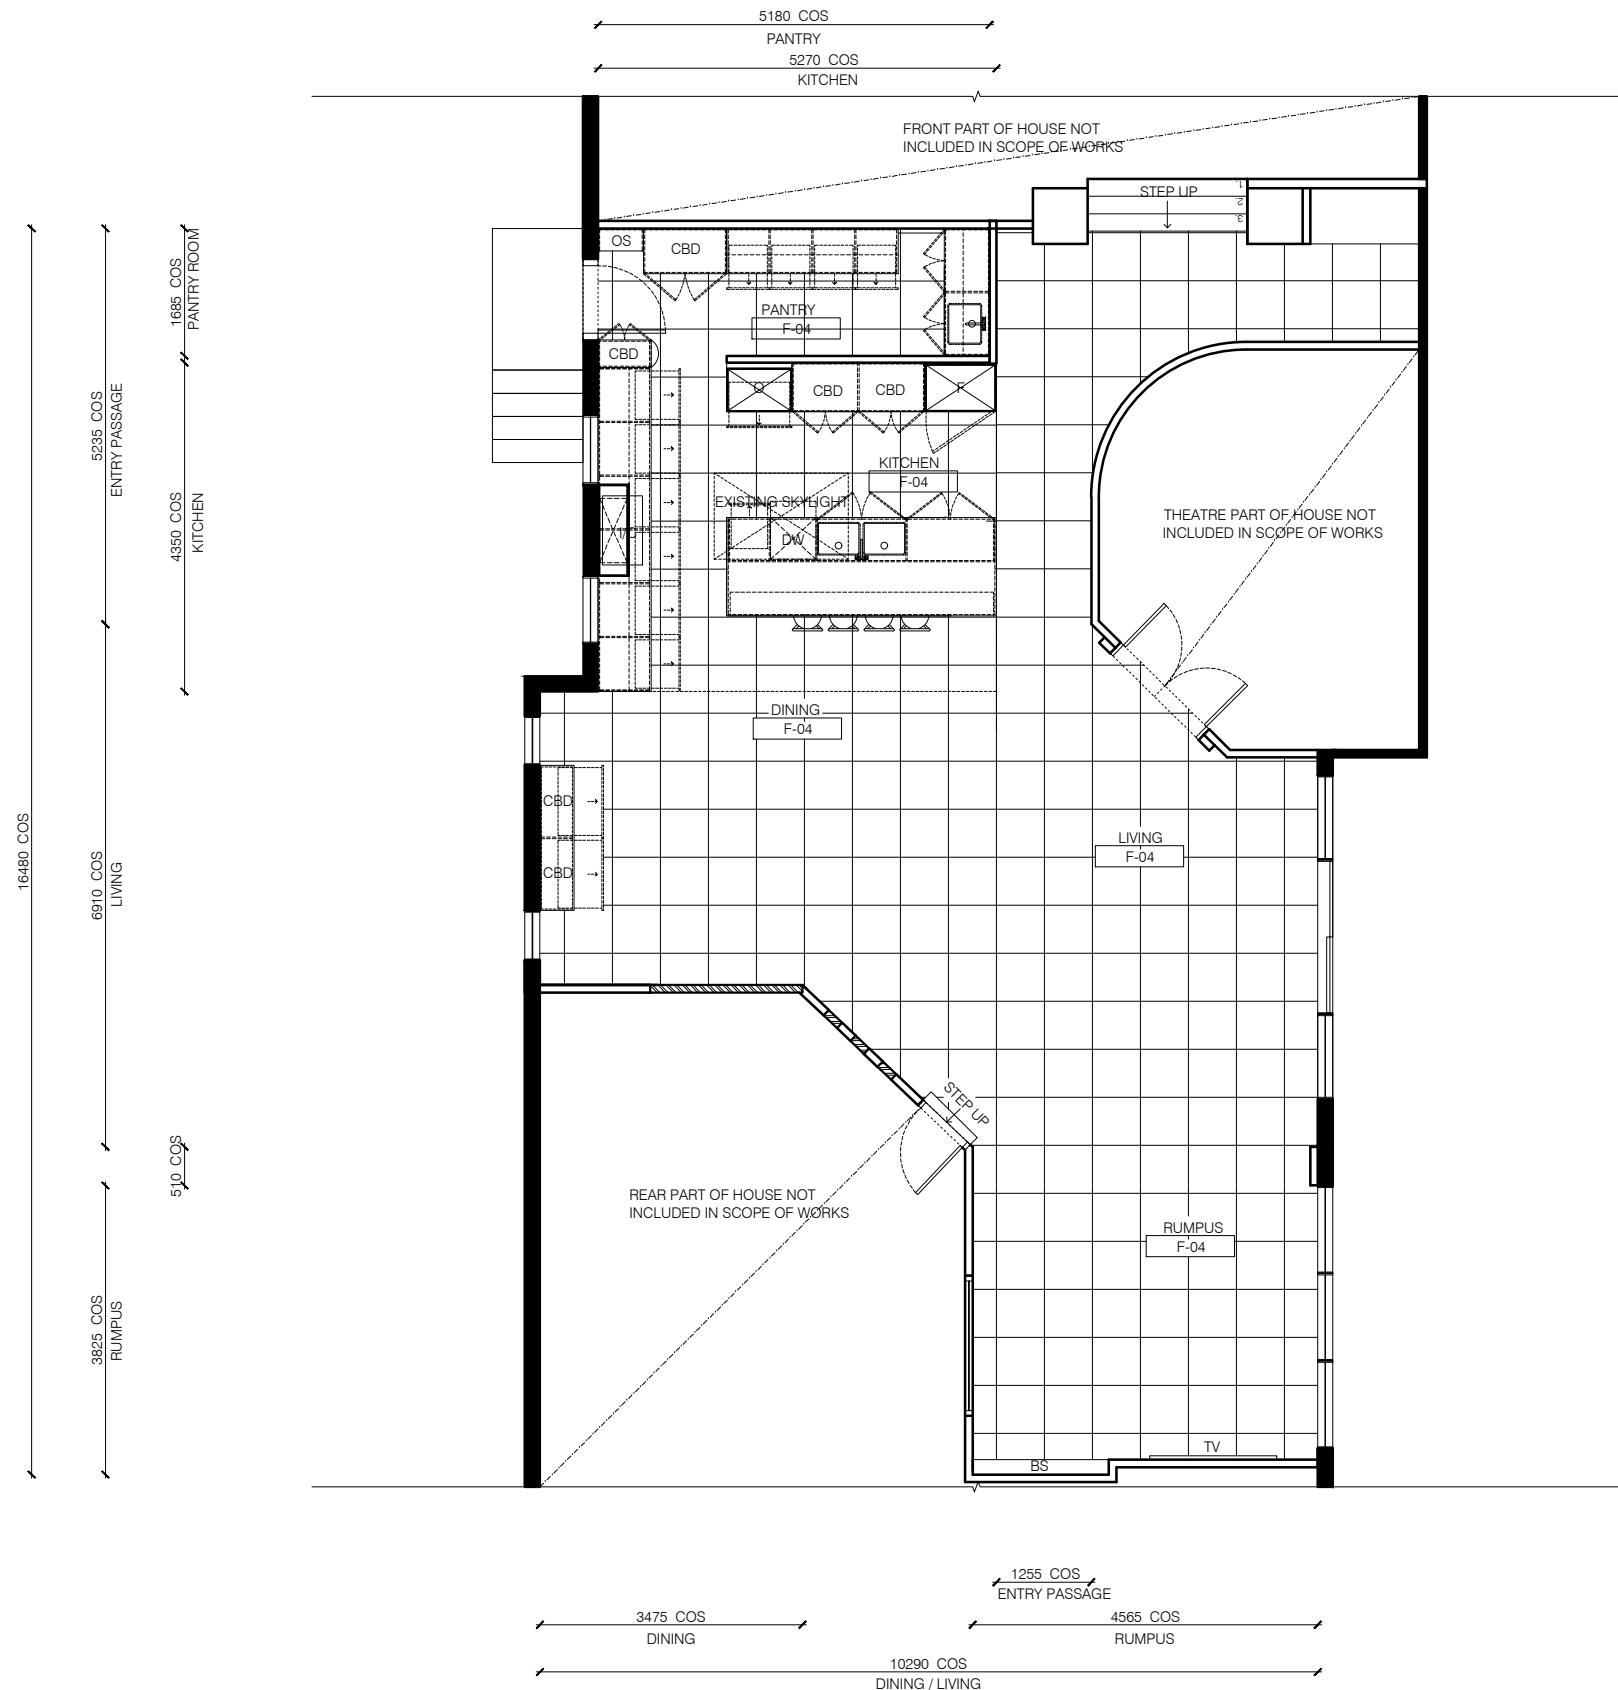 5180 COS
PANTRY
5270 COS
KITCHEN
FRONT PART OF HOUSE NOT
INCLUDED IN SCOPE OF WORKS
STEP UP
1.
2.
3.
OS
CBD
PANTRY
F-04
CBD
O
CBD
CBD
F
KITCHEN
F-04
EXISTING SKYLIGHT
DW
THEATRE PART OF HOUSE NOT
INCLUDED IN SCOPE OF WORKS
1685 COS
PANTRY ROOM
5235 COS
ENTRY PASSAGE
4350 COS
KITCHEN
DINING
F-04
CBD
CBD
LIVING
F-04
16480 COS
6910 COS
LIVING
STEP UP
510 COS
REAR PART OF HOUSE NOT
INCLUDED IN SCOPE OF WORKS
RUMPUS
F-04
3825 COS
RUMPUS
TV
BS
1255 COS
ENTRY PASSAGE
3475 COS
DINING
4565 COS
RUMPUS
10290 COS
DINING / LIVING